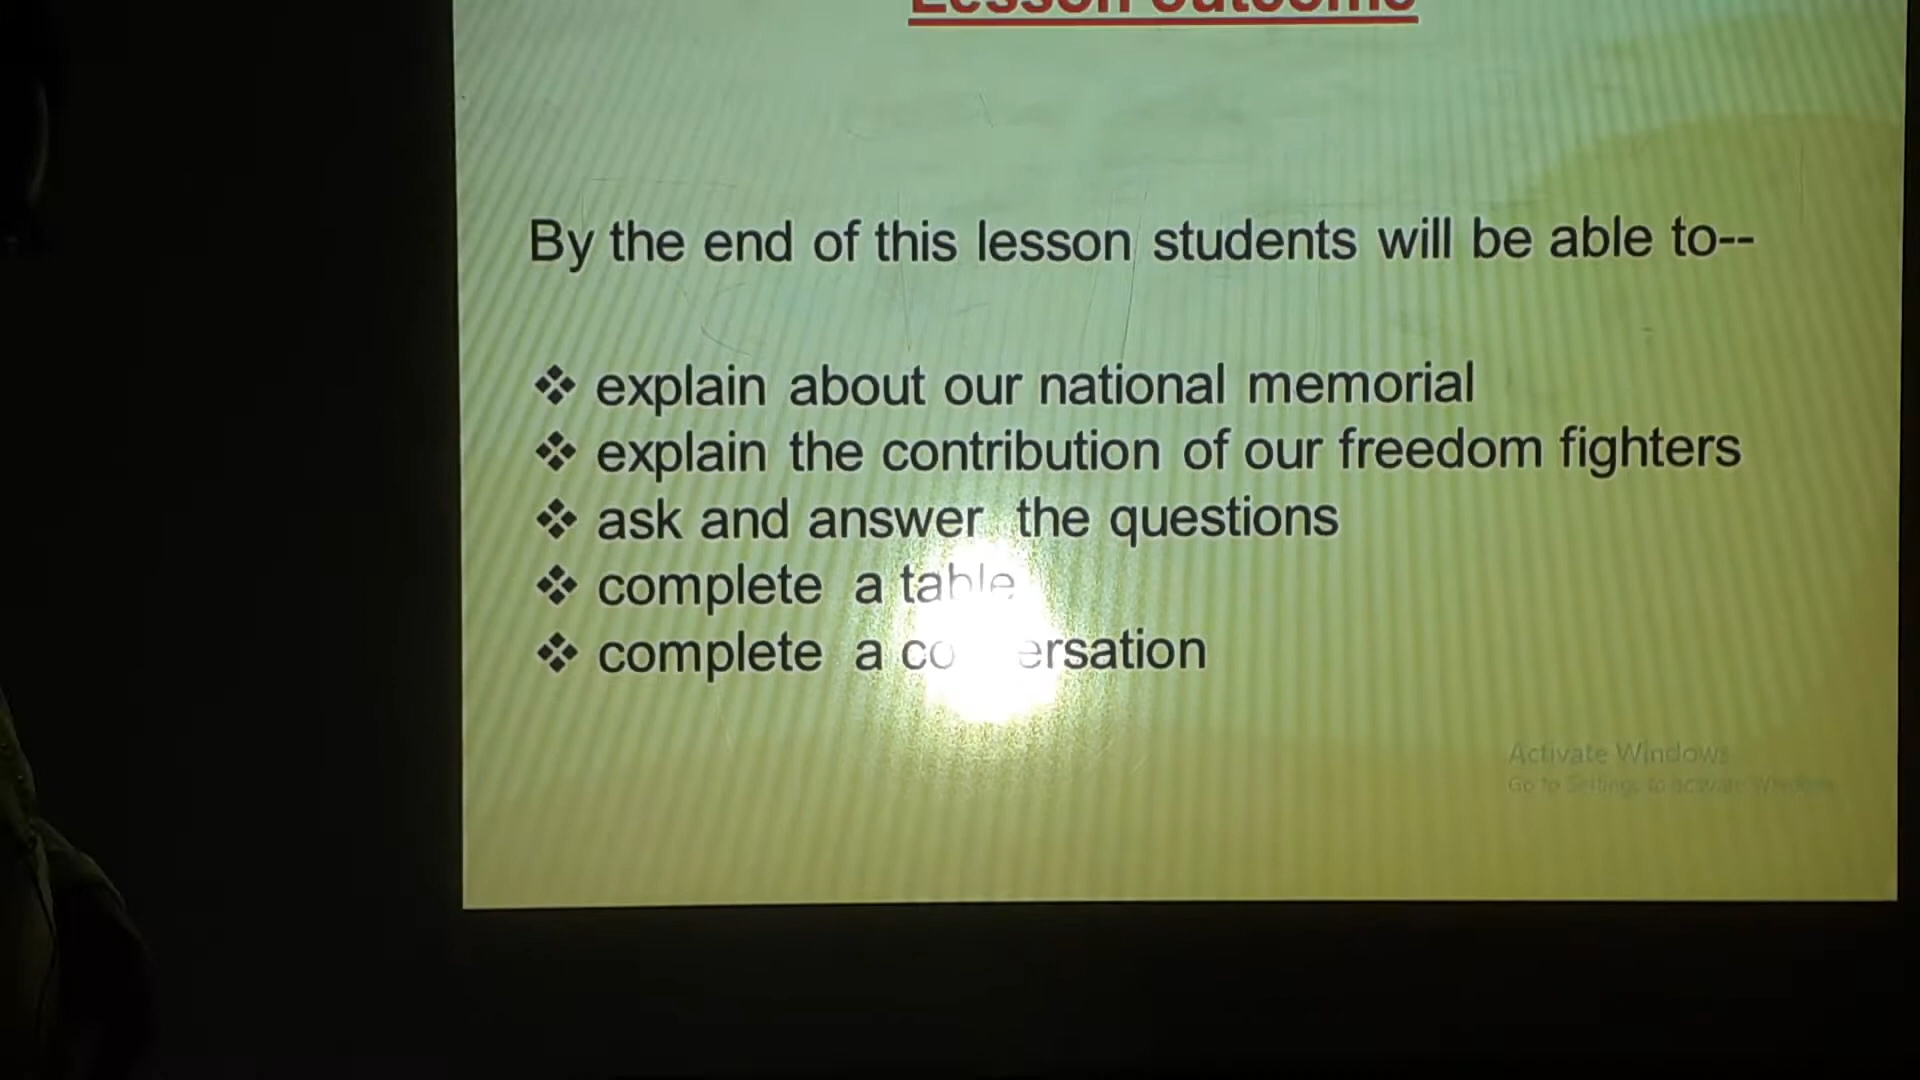 Lesson outcome
By the end of this lesson students will be able to--
❖ explain about our national memorial
❖ explain the contribution of our freedom fighters
❖ ask and answer the questions
❖ complete a table
❖ complete a conversation
Activate Windows
Go to Settings to activate Windows